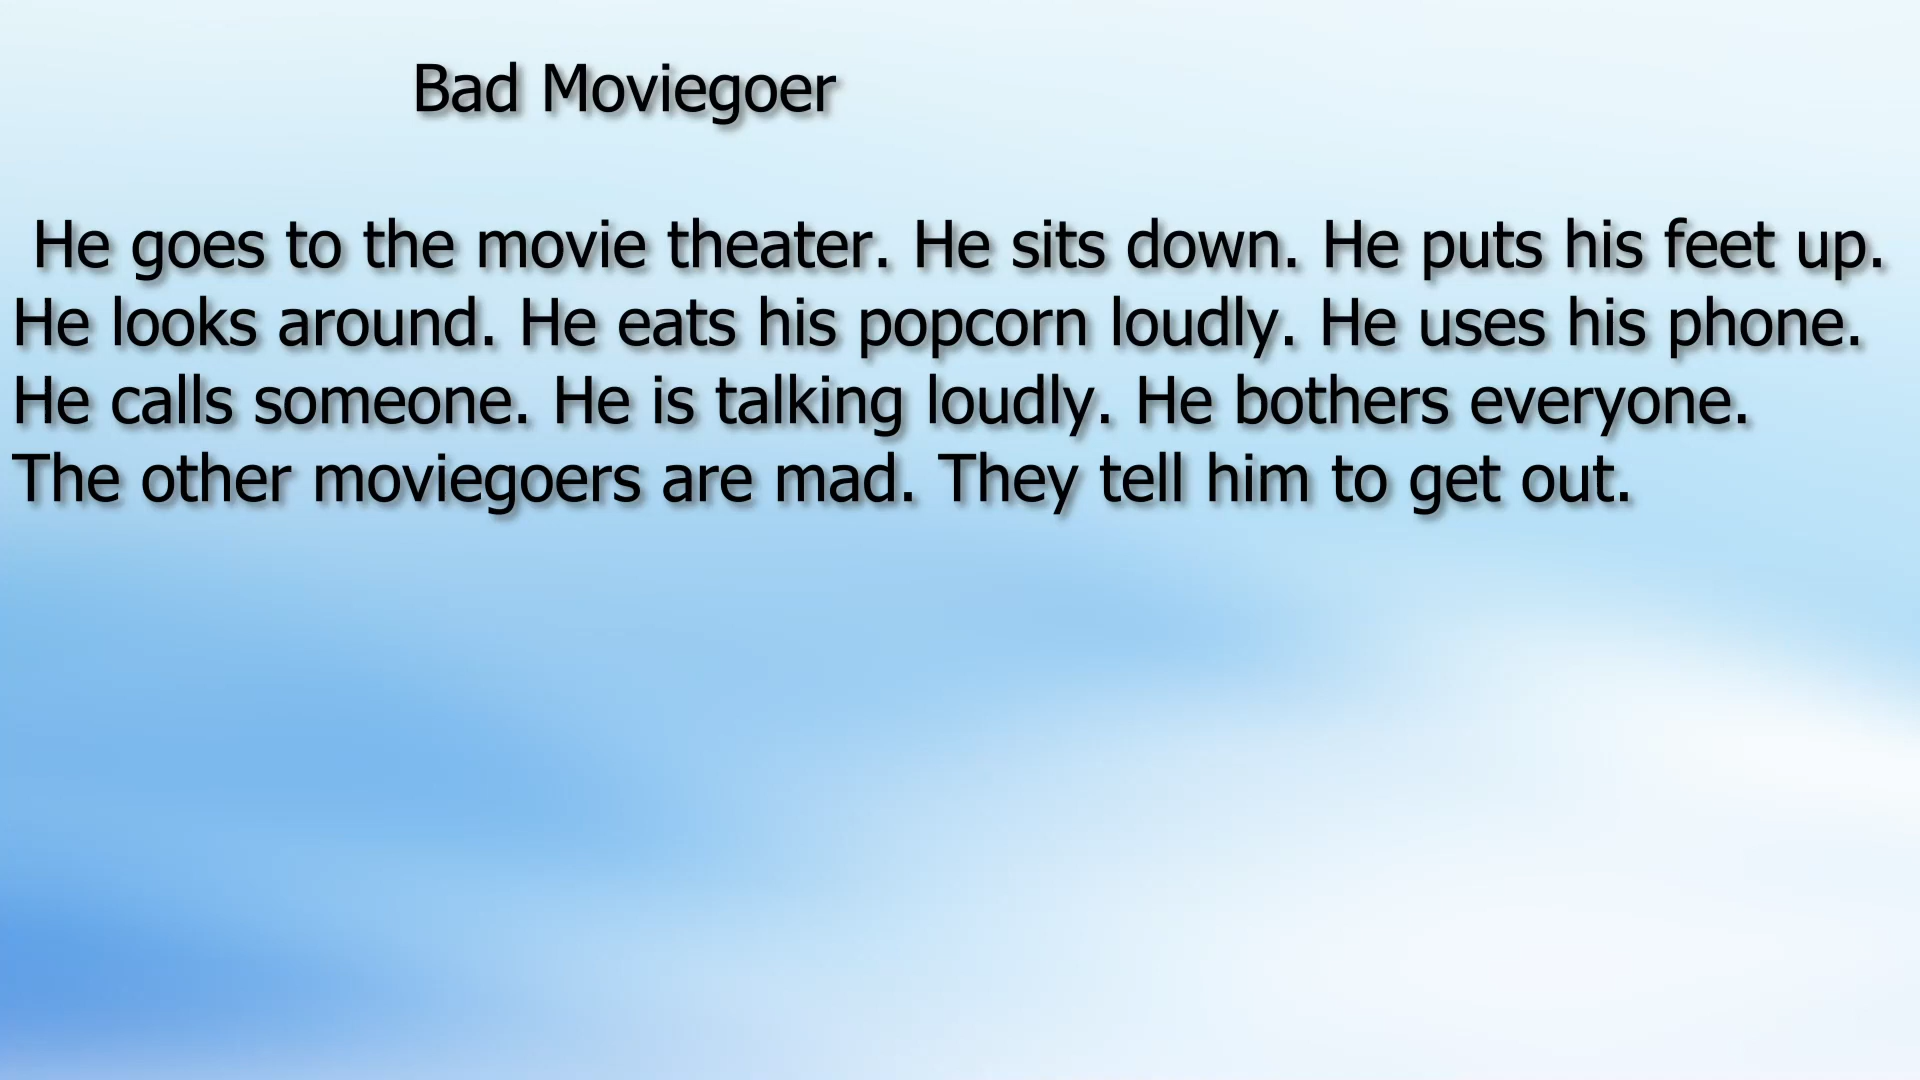 Bad Moviegoer
He goes to the movie theater. He sits down. He puts his feet up.
He looks around. He eats his popcorn loudly. He uses his phone.
He calls someone. He is talking loudly. He bothers everyone.
The other moviegoers are mad. They tell him to get out.